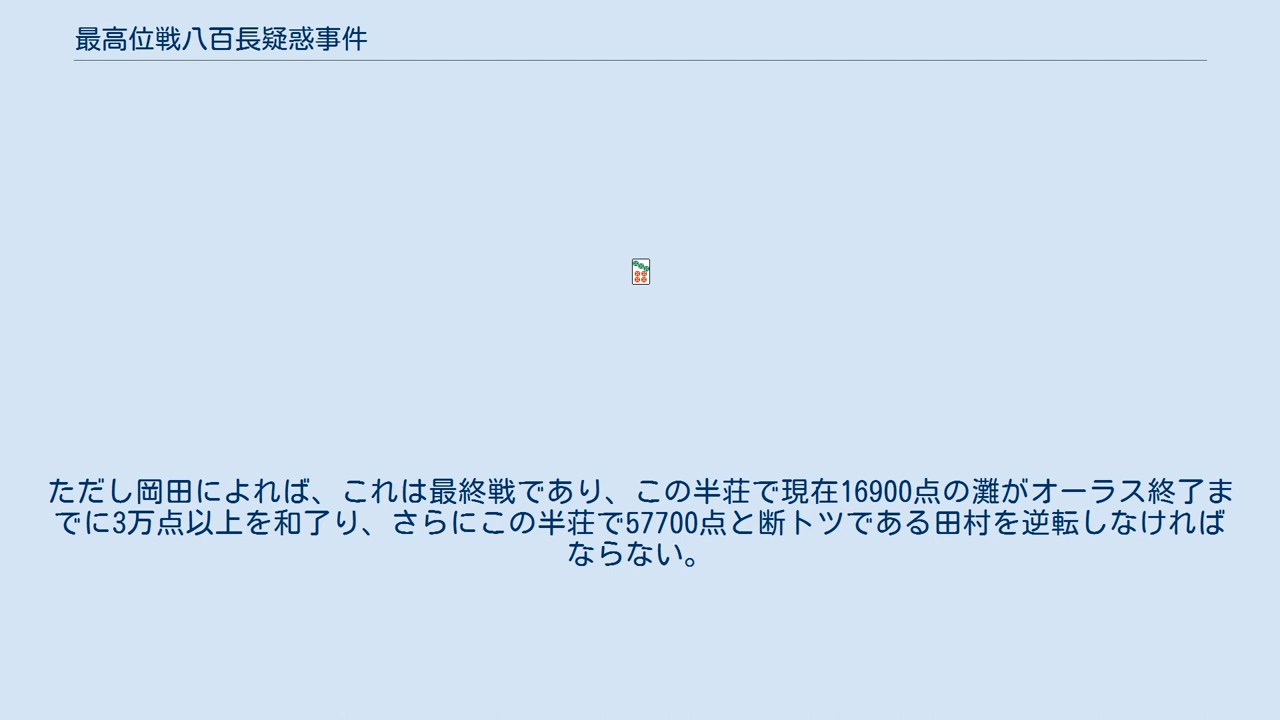 最高位戦八百長疑惑事件
ただし岡田によれば、これは最終戦であり、この半荘で現在16900点の灘がオーラス終了ま
でに3万点以上を和了り、さらにこの半荘で57700点と断トツである田村を逆転しなければ
ならない。